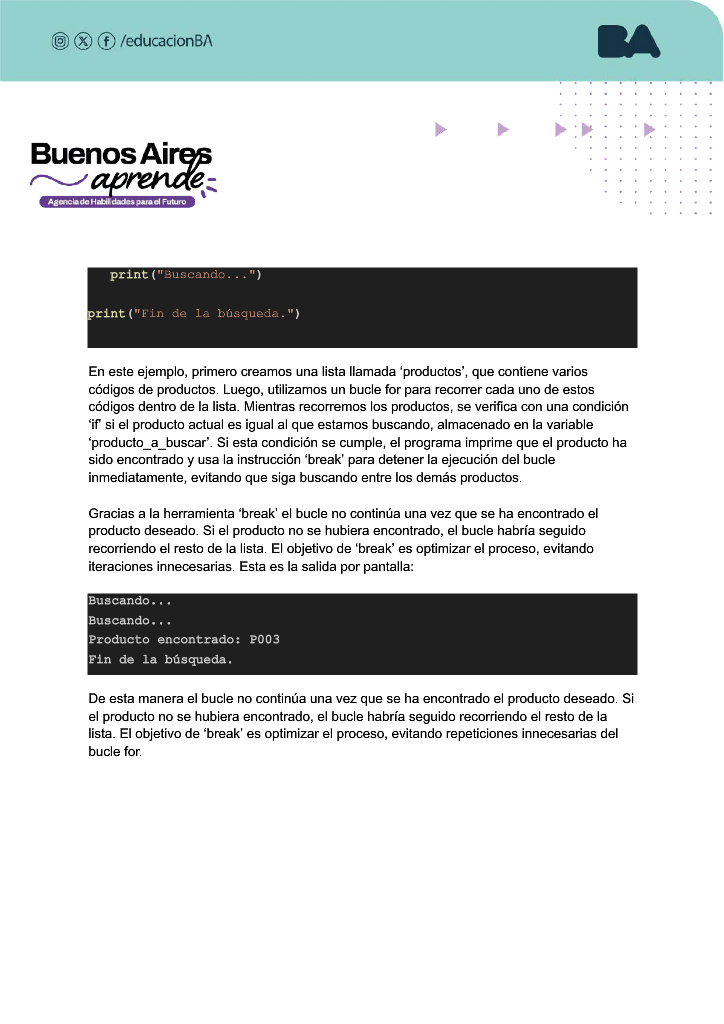 /educacionBA
BA
Buenos Aires
aprende
Agencia de Habilidades para el Futuro
print("Buscando...")
print("Fin de la búsqueda.")
En este ejemplo, primero creamos una lista llamada ‘productos’, que contiene varios
códigos de productos. Luego, utilizamos un bucle for para recorrer cada uno de estos
códigos dentro de la lista. Mientras recorremos los productos, se verifica con una condición
‘if’ si el producto actual es igual al que estamos buscando, almacenado en la variable
‘producto_a_buscar’. Si esta condición se cumple, el programa imprime que el producto ha
sido encontrado y usa la instrucción ‘break’ para detener la ejecución del bucle
inmediatamente, evitando que siga buscando entre los demás productos.
Gracias a la herramienta ‘break’ el bucle no continúa una vez que se ha encontrado el
producto deseado. Si el producto no se hubiera encontrado, el bucle habría seguido
recorriendo el resto de la lista. El objetivo de ‘break’ es optimizar el proceso, evitando
iteraciones innecesarias. Esta es la salida por pantalla:
Buscando...
Buscando...
Producto encontrado: P003
Fin de la búsqueda.
De esta manera el bucle no continúa una vez que se ha encontrado el producto deseado. Si
el producto no se hubiera encontrado, el bucle habría seguido recorriendo el resto de la
lista. El objetivo de ‘break’ es optimizar el proceso, evitando repeticiones innecesarias del
bucle for.